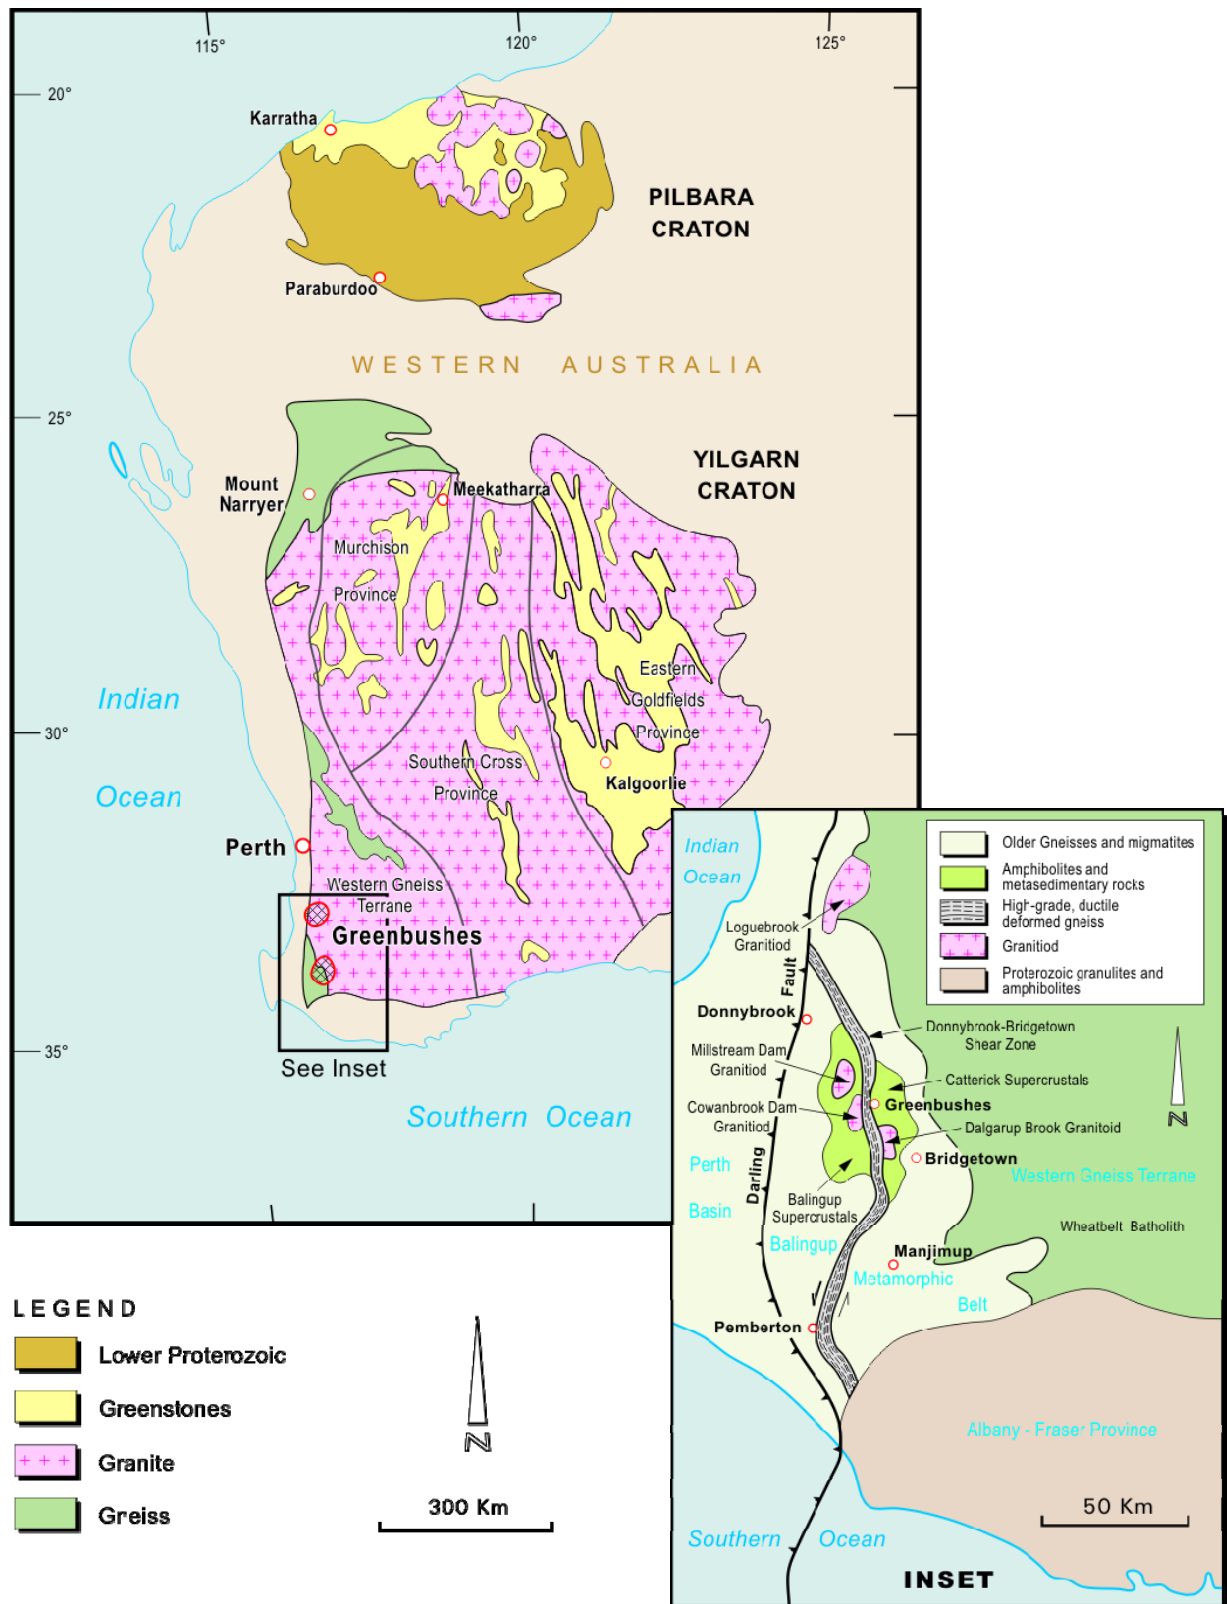 115°
120°
125°
20°
Karratha
PILBARA
CRATON
Paraburdoo
WESTERN AUSTRALIA
25°
YILGARN
CRATON
Mount
Narryer
Meekatharra
Murchison
Province
Eastern
Goldfields
Province
Indian
Ocean
30°
Southern Cross
Province
Kalgoorlie
Perth
Western Gneiss
Terrane
Greenbushes
35°
See Inset
Southern Ocean
LEGEND
Lower Proterozoic
Greenstones
Granite
Greiss
N
300 Km
Indian
Ocean
Older Gneisses and migmatites
Amphibolites and
metasedimentary rocks
High-grade, ductile
deformed gneiss
Granitiod
Proterozoic granulites and
amphibolites
Loguebrook
Granitiod
Fault
Donnybrook
Donnybrook-Bridgetown
Shear Zone
Millstream Dam
Granitiod
Catterick Supercrustals
Cowanbrook Dam
Granitiod
Greenbushes
N
Dalgarup Brook Granitoid
Perth
Basin
Darling
Bridgetown
Western Gneiss Terrane
Balingup
Supercrustals
Wheatbelt Batholith
Balingup
Manjimup
Metamorphic
Belt
Pemberton
Albany - Fraser Province
50 Km
Southern Ocean
INSET